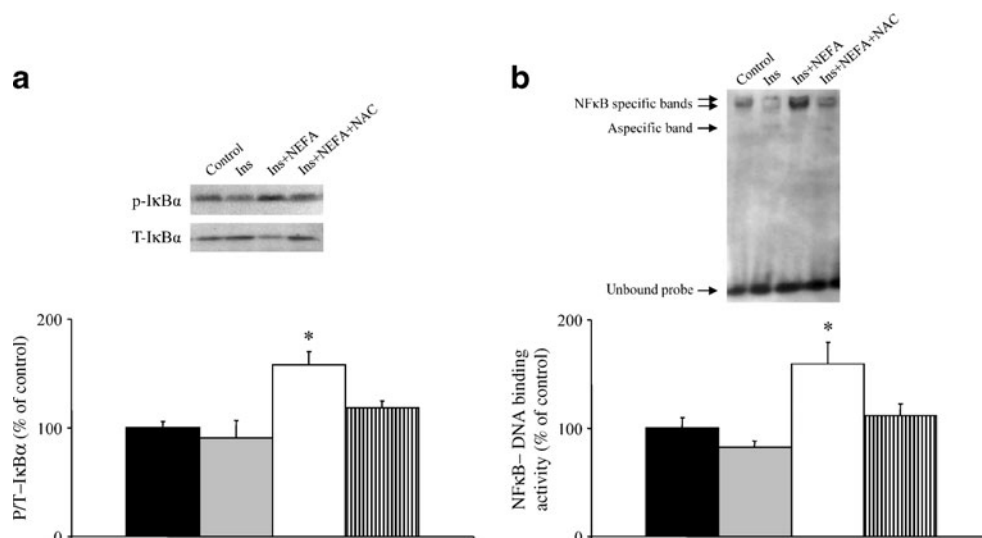 a
Control
Ins
Ins+NEFA
Ins+NEFA+NAC
p-IκBα
T-IκBα
P/T–IκBα (% of control)
200
100
0
*
b
Control
Ins
Ins+NEFA
Ins+NEFA+NAC
NFκB specific bands
Aspecific band
Unbound probe
NFκB– DNA binding
activity (% of control)
200
100
0
*